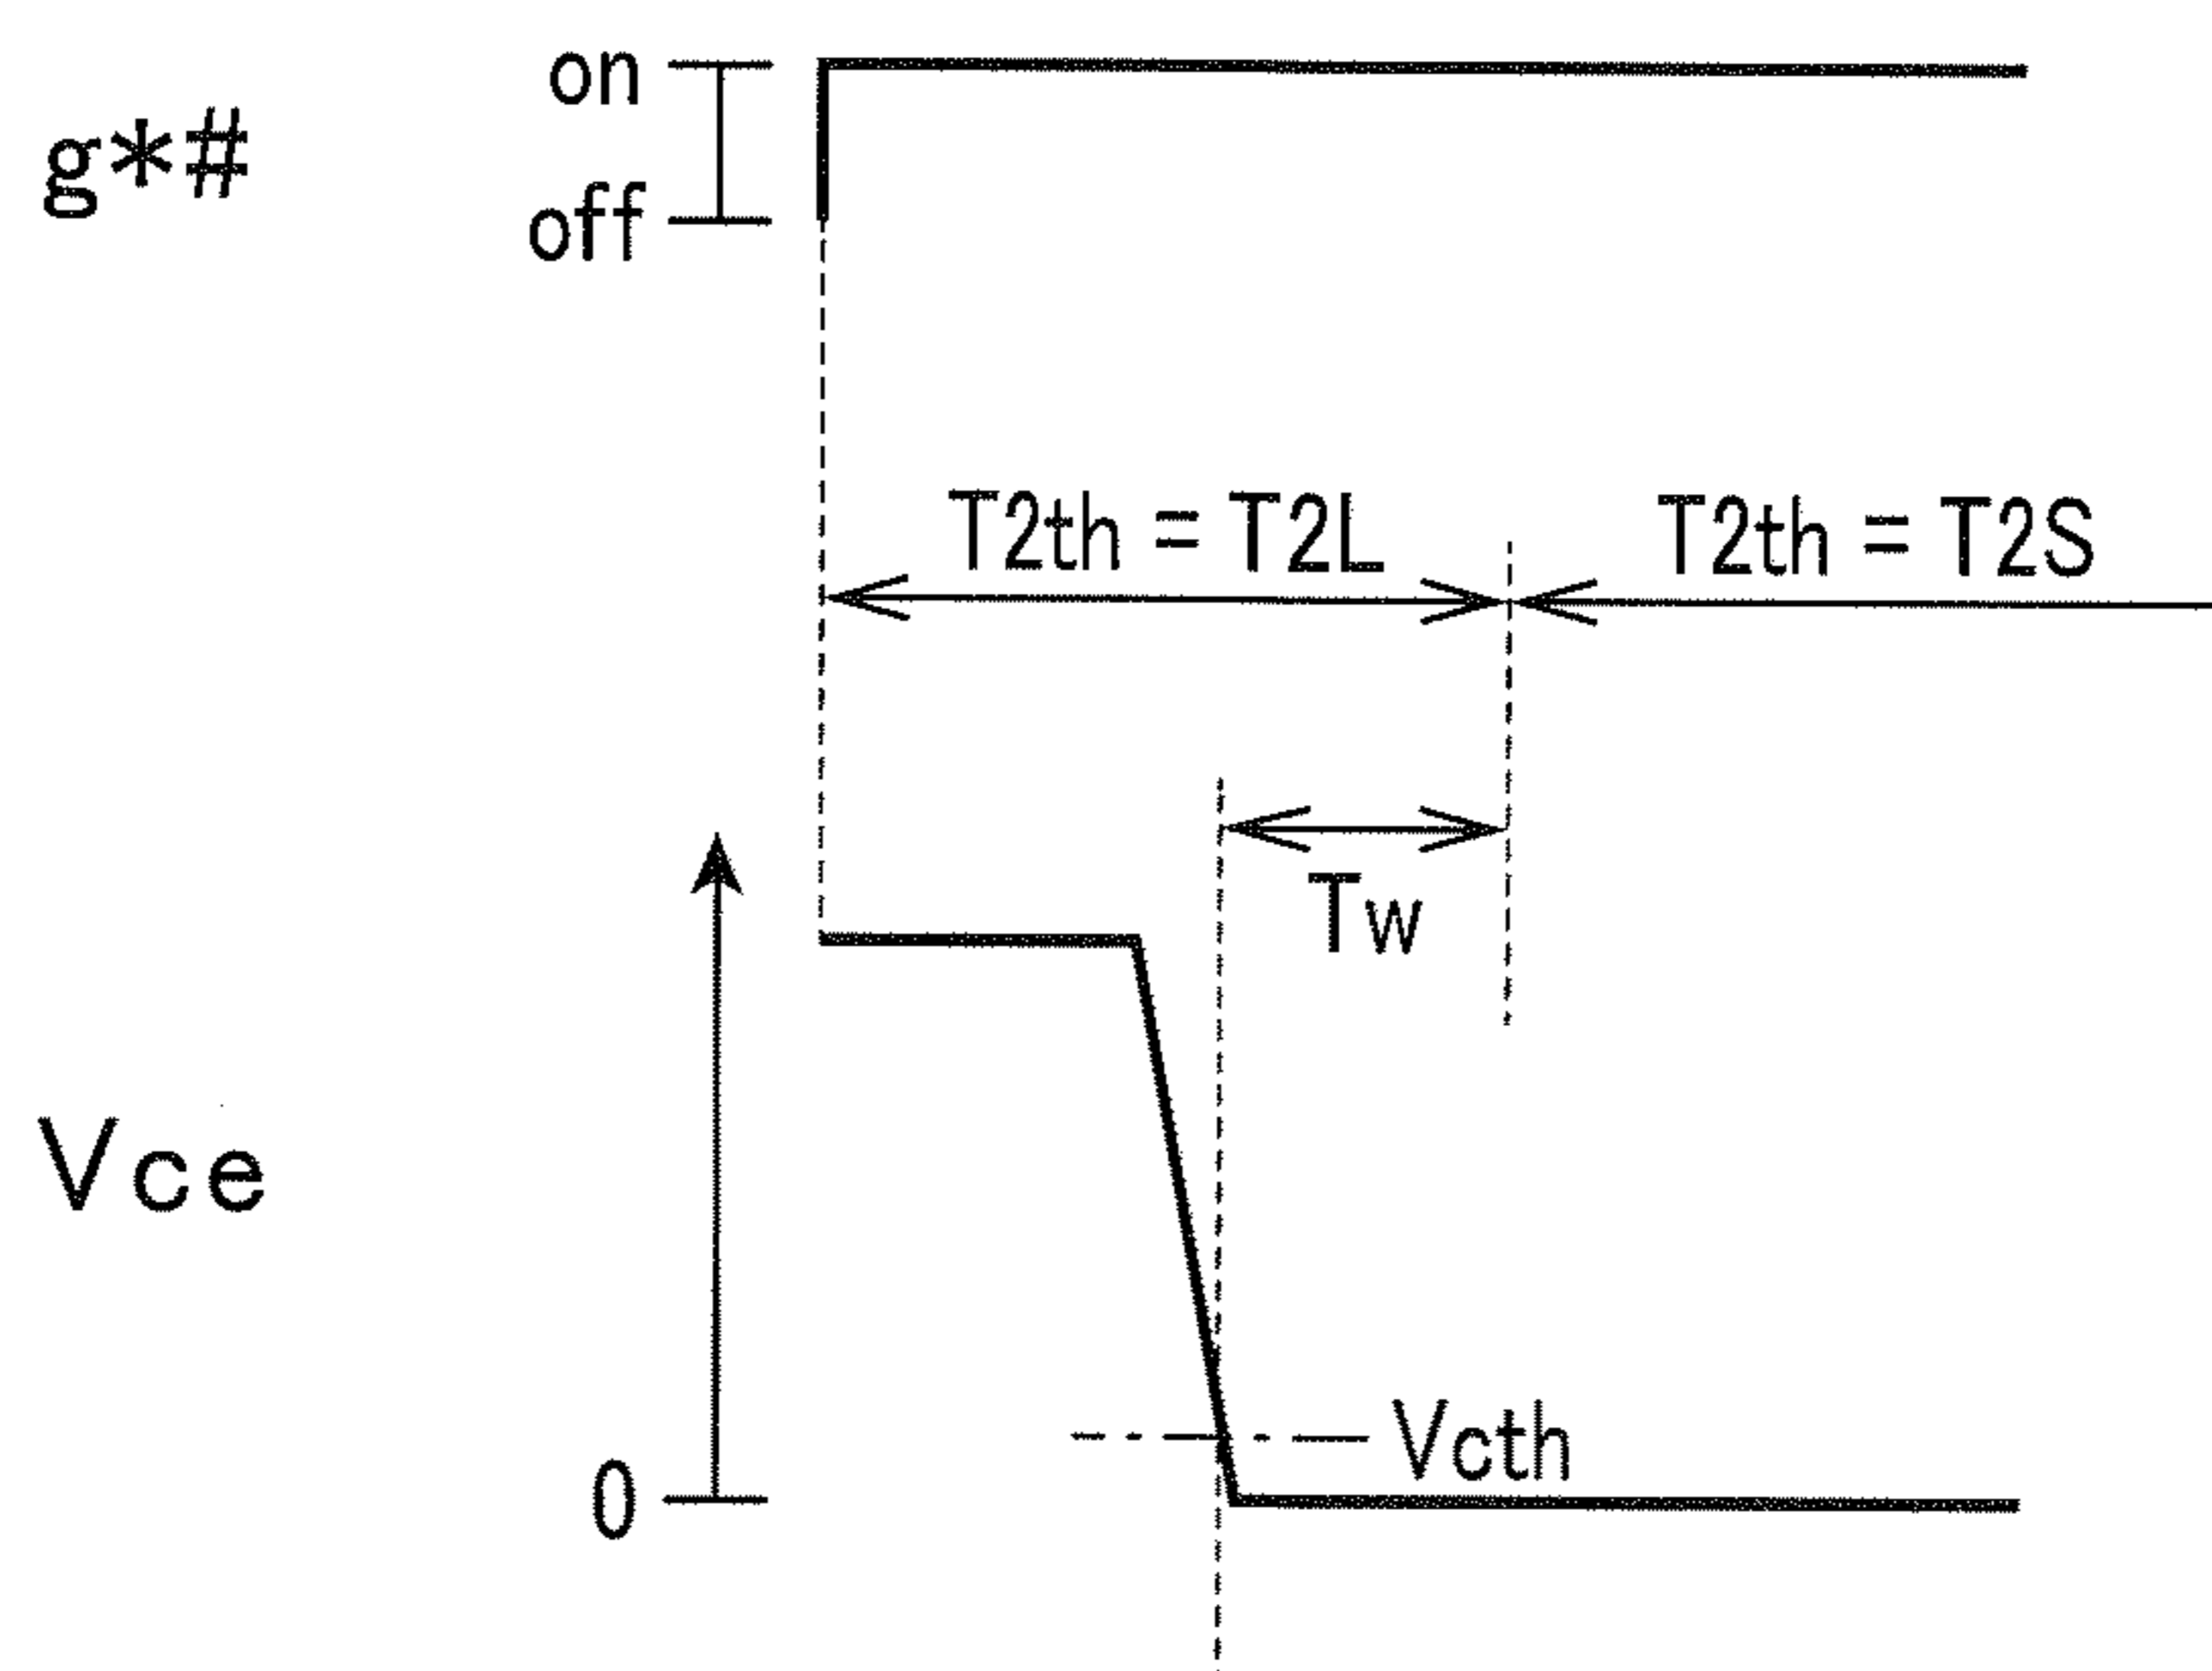 on
g*#
off
T2th = T2L
T2th = T2S
Tw
Vce
Vcth
0